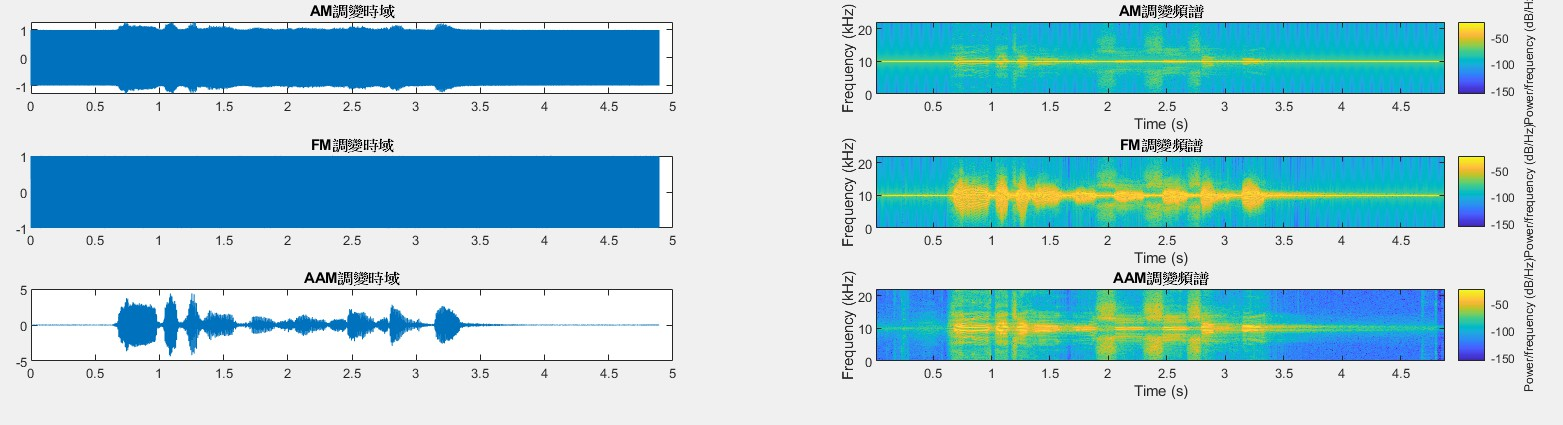 AM調變時域
1
0
-1
0 0.5 1 1.5 2 2.5 3 3.5 4 4.5 5
FM調變時域
1
0
-1
0 0.5 1 1.5 2 2.5 3 3.5 4 4.5 5
AAM調變時域
5
0
-5
0 0.5 1 1.5 2 2.5 3 3.5 4 4.5 5
AM調變頻譜
Frequency (kHz)
20
10
0
0.5 1 1.5 2 2.5 3 3.5 4 4.5
Time (s)
-50
-100
-150
Power/frequency (dB/Hz)
FM調變頻譜
Frequency (kHz)
20
10
0
0.5 1 1.5 2 2.5 3 3.5 4 4.5
Time (s)
-50
-100
-150
Power/frequency (dB/Hz)
AAM調變頻譜
Frequency (kHz)
20
10
0
0.5 1 1.5 2 2.5 3 3.5 4 4.5
Time (s)
-50
-100
-150
Power/frequency (dB/Hz)